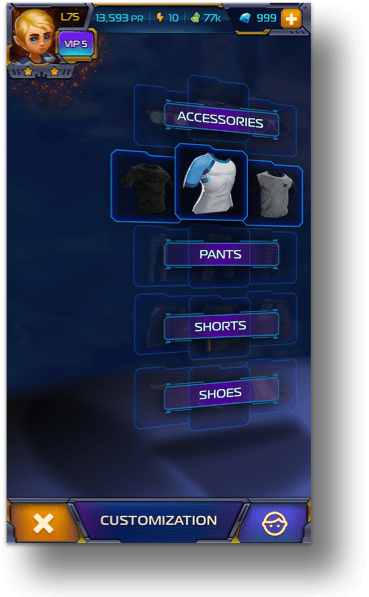 L75 13,593 PR 10 77k 999
VIP 5
ACCESSORIES
PANTS
SHORTS
SHOES
CUSTOMIZATION